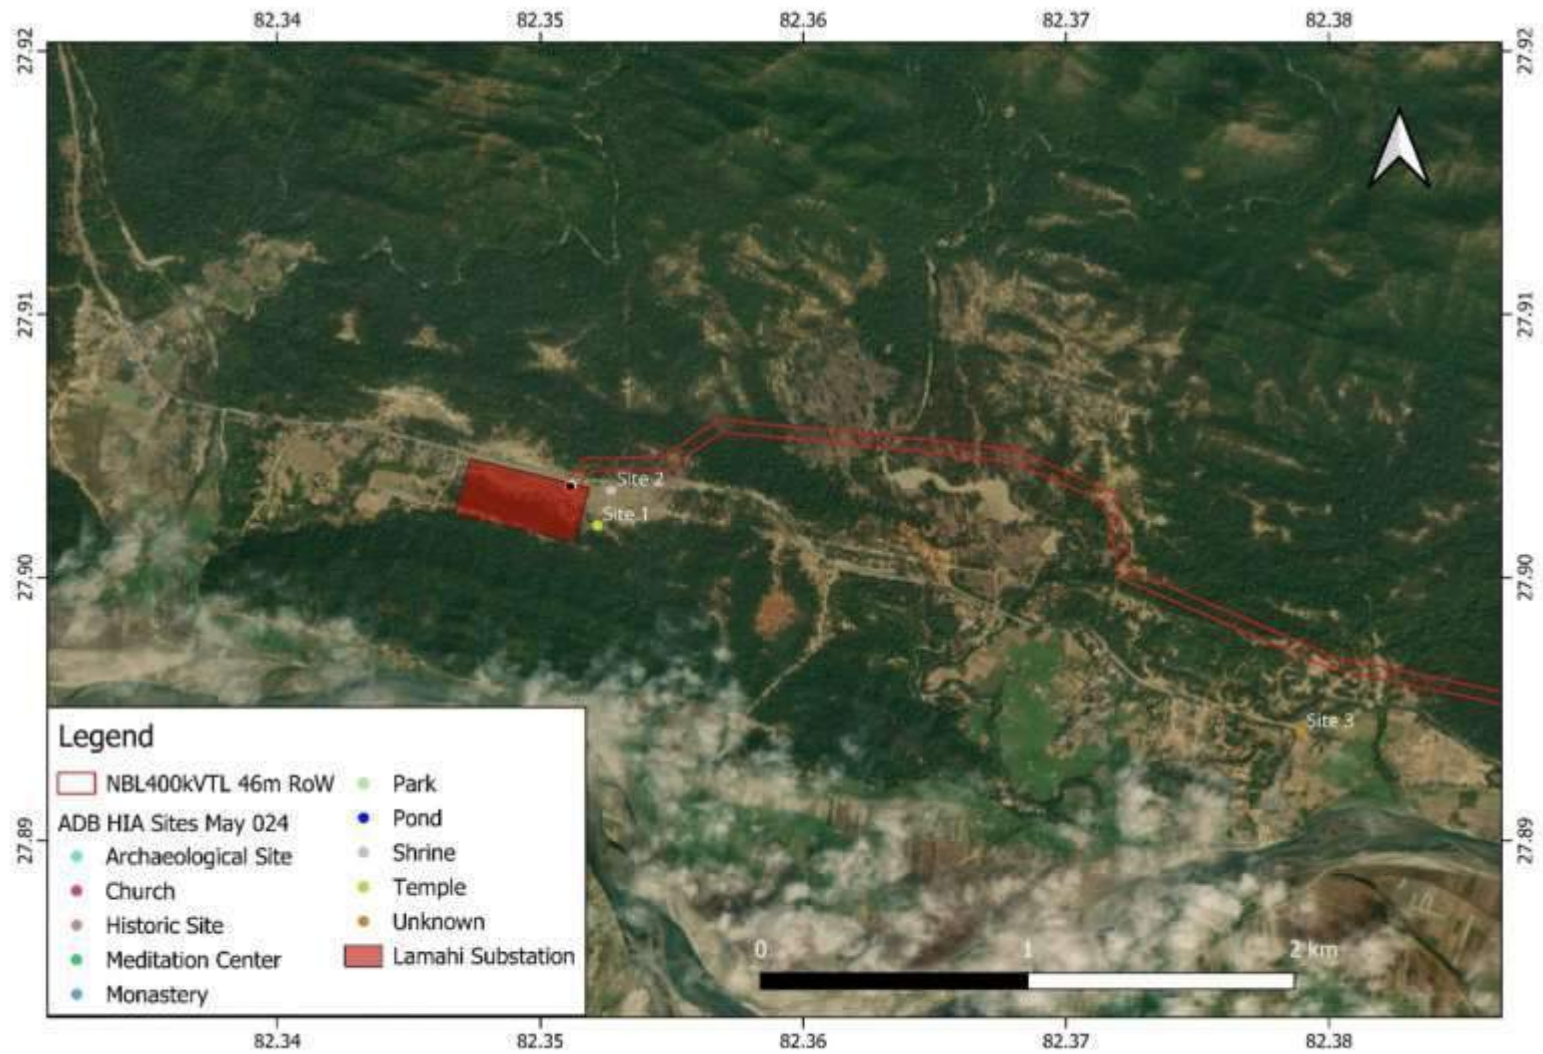 82.34 82.35 82.36 82.37 82.38
27.92 27.92
27.91 27.91
Site 2
Site 1
27.90 27.90
Site 3
27.89 27.89
Legend
NBL400kVTL 46m RoW
ADB HIA Sites May 024
Archaeological Site
Church
Historic Site
Meditation Center
Monastery
Park
Pond
Shrine
Temple
Unknown
Lamahi Substation
0 1 2 km
82.34 82.35 82.36 82.37 82.38